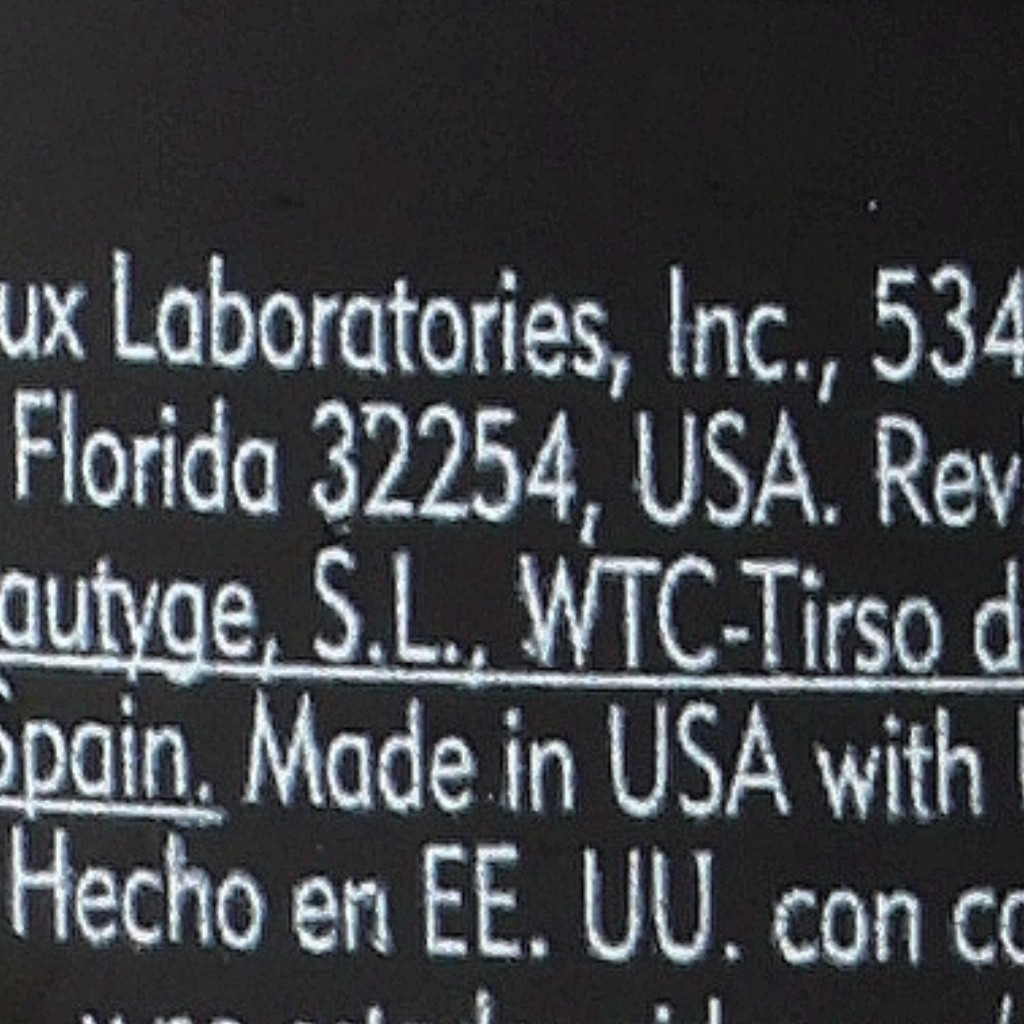 ux Laboratories, Inc., 534
Florida 32254, USA. Rev
autyge, S.L., WTC-Tirso d
Spain. Made in USA with
Hecho en EE. UU. con co